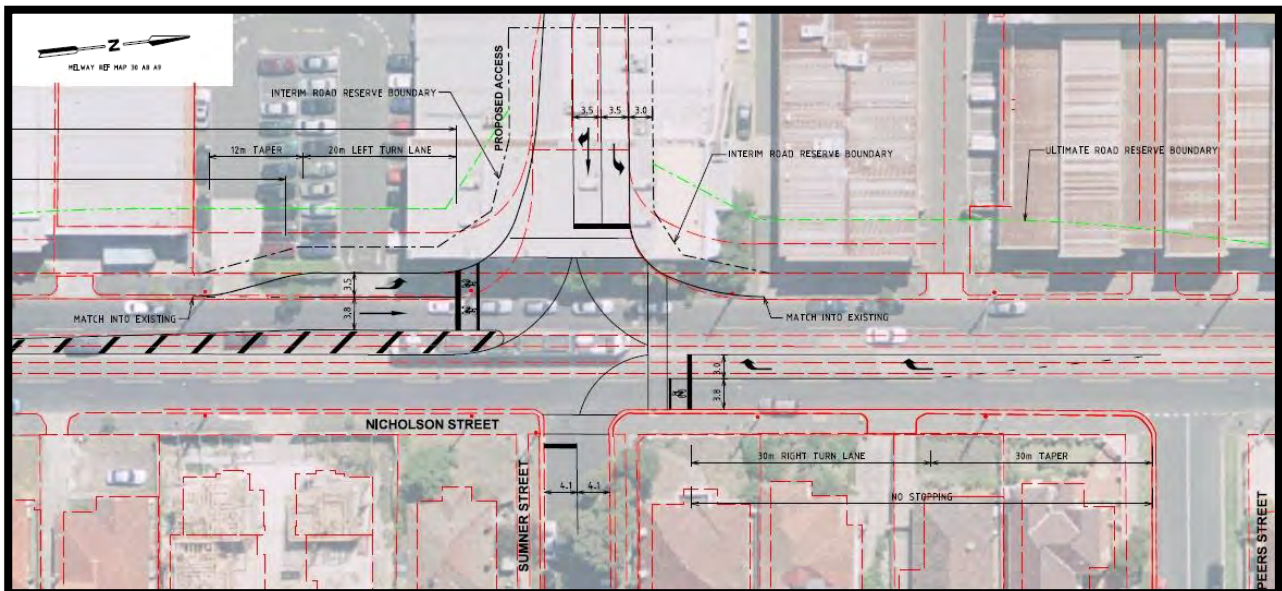 N
MELWAY REF MAP 30 A8 A9
PROPOSED ACCESS
INTERIM ROAD RESERVE BOUNDARY
3.5
3.5
3.0
12m TAPER
20m LEFT TURN LANE
INTERIM ROAD RESERVE BOUNDARY
ULTIMATE ROAD RESERVE BOUNDARY
3.5
3.8
MATCH INTO EXISTING
MATCH INTO EXISTING
3.0
3.8
NICHOLSON STREET
SUMNER STREET
4.1
4.1
30m RIGHT TURN LANE
30m TAPER
NO STOPPING
PEERS STREET